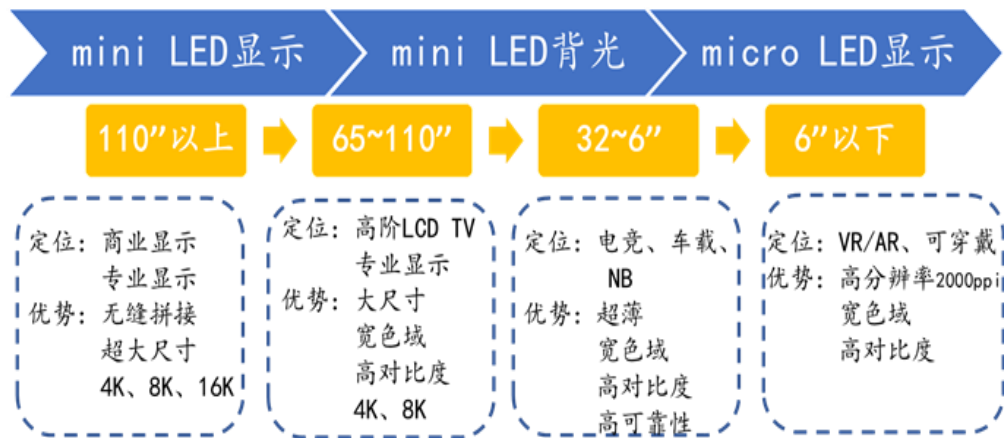 mini LED显示
mini LED背光
micro LED显示
110"以上
65~110"
32~6"
6"以下
定位：商业显示
专业显示
优势：无缝拼接
超大尺寸
4K、8K、16K
定位：高阶LCD TV
专业显示
优势：大尺寸
宽色域
高对比度
4K、8K
定位：电竞、车载、
NB
优势：超薄
宽色域
高对比度
高可靠性
定位：VR/AR、可穿戴
优势：高分辨率2000ppi
宽色域
高对比度